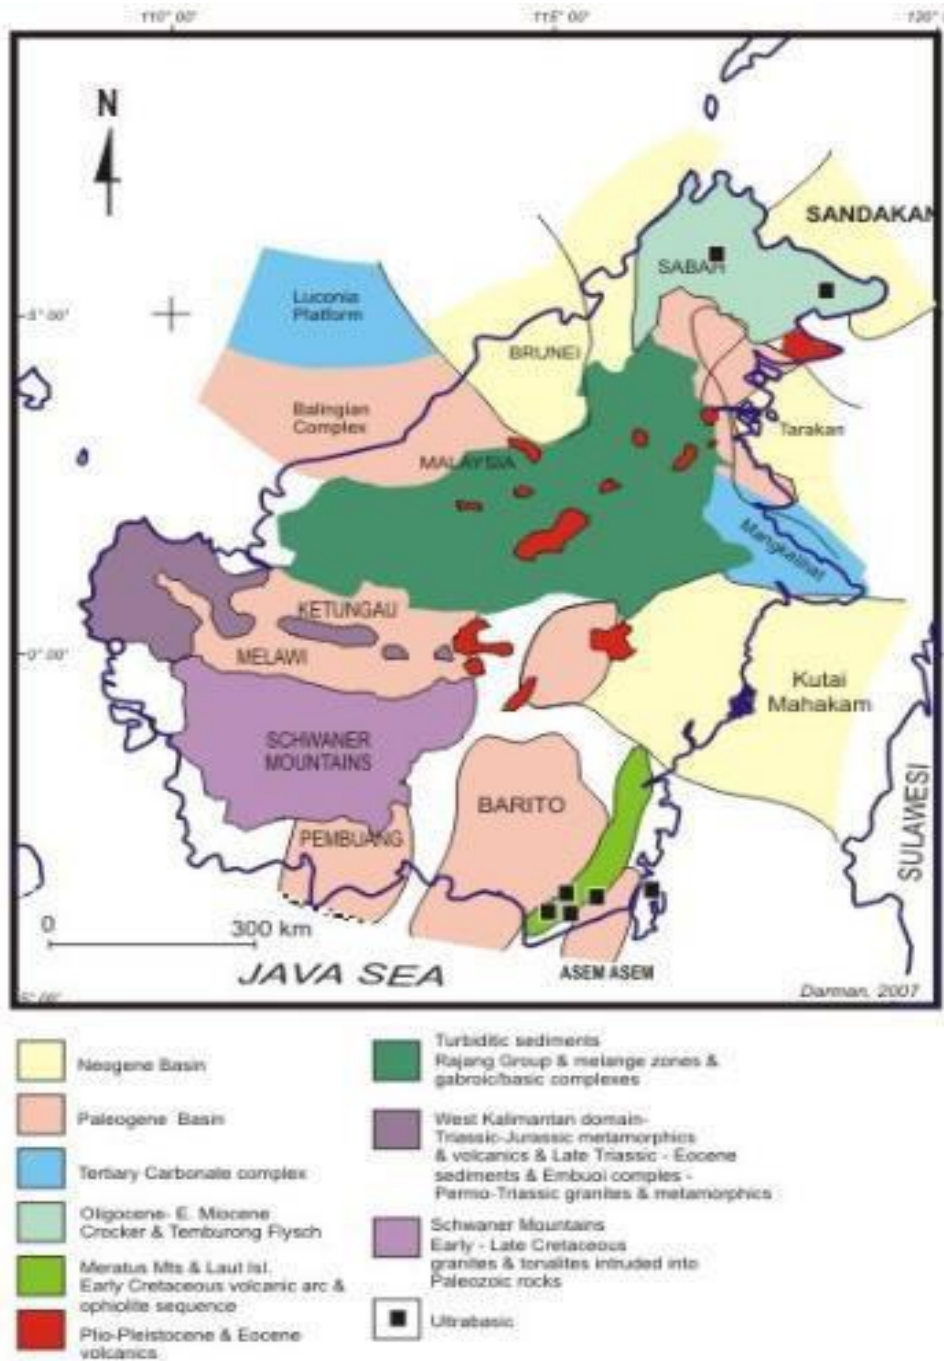 110° 00'
115° 00'
120°
N
SANDAKAN
SABAH
Luconia
Platform
5° 00'
BRUNEI
Balingian
Complex
Tarakan
MALAYSIA
Mangkalihat
KETUNGAU
0° 00'
MELAWI
Kutai
Mahakam
SCHWANER
MOUNTAINS
SULAWESI
BARITO
PEMBUANG
0
300 km
JAVA SEA
ASEM ASEM
Darman, 2007
5° 00'
Neogene Basin
Paleogene Basin
Tertiary Carbonate complex
Oligocene- E. Miocene
Crocker & Temburong Flysch
Meratus Mts & Laut Isl.
Early Cretaceous volcanic arc &
ophiolite sequence
Plio-Pleistocene & Eocene
volcanics
Turbiditic sediments
Rajang Group & melange zones &
gabroic/basic complexes
West Kalimantan domain-
Triassic-Jurassic metamorphics
& volcanics & Late Triassic - Eocene
sediments & Embuoi comples -
Permo-Triassic granites & metamorphics
Schwaner Mountains
Early - Late Cretaceous
granites & tonalites intruded into
Paleozoic rocks
Ultrabasic